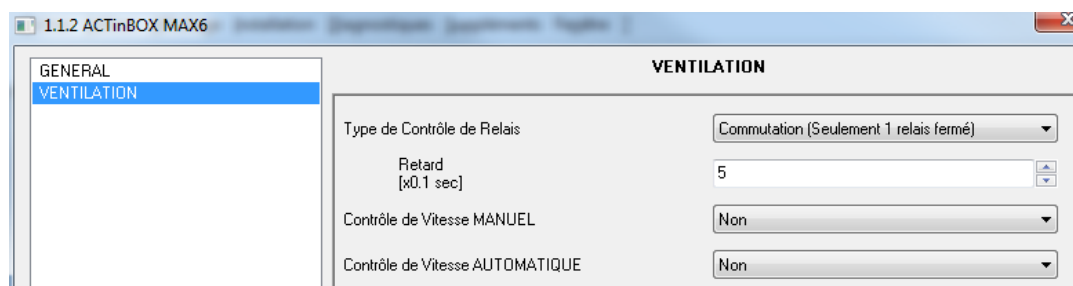 1.1.2 ACTinBOX MAX6
GENERAL
VENTILATION
VENTILATION
Type de Contrôle de Relais
Commutation (Seulement 1 relais fermé)
Retard
[x0.1 sec]
5
Contrôle de Vitesse MANUEL
Non
Contrôle de Vitesse AUTOMATIQUE
Non